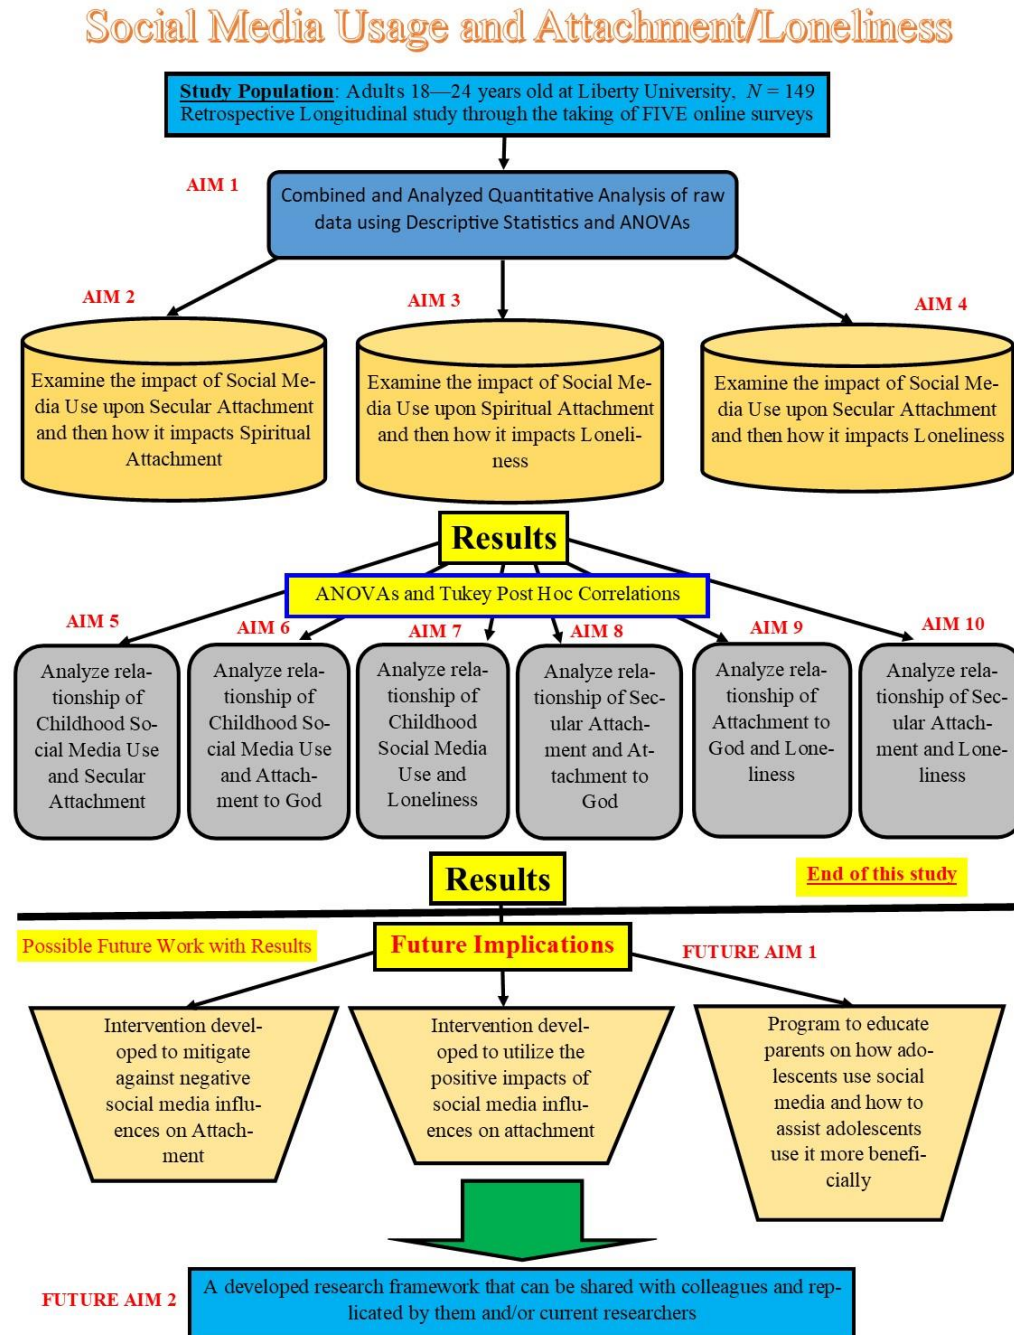 Social Media Usage and Attachment/Loneliness
Study Population: Adults 18—24 years old at Liberty University, N = 149
Retrospective Longitudinal study through the taking of FIVE online surveys
AIM 1
Combined and Analyzed Quantitative Analysis of raw
data using Descriptive Statistics and ANOVAs
AIM 2
Examine the impact of Social Me-
dia Use upon Secular Attachment
and then how it impacts Spiritual
Attachment
AIM 3
Examine the impact of Social Me-
dia Use upon Spiritual Attachment
and then how it impacts Loneli-
ness
AIM 4
Examine the impact of Social Me-
dia Use upon Secular Attachment
and then how it impacts Loneliness
Results
ANOVAs and Tukey Post Hoc Correlations
AIM 5
Analyze rela-
tionship of
Childhood So-
cial Media Use
and Secular
Attachment
AIM 6
Analyze rela-
tionship of
Childhood So-
cial Media Use
and Attach-
ment to God
AIM 7
Analyze rela-
tionship of
Childhood
Social Media
Use and
Loneliness
AIM 8
Analyze rela-
tionship of Sec-
ular Attach-
ment and At-
tachment to
God
AIM 9
Analyze rela-
tionship of
Attachment to
God and Lone-
liness
AIM 10
Analyze rela-
tionship of Sec-
ular Attach-
ment and Lone-
liness
Results
End of this study
Possible Future Work with Results
Future Implications
FUTURE AIM 1
Intervention devel-
oped to mitigate
against negative
social media influ-
ences on Attach-
ment
Intervention devel-
oped to utilize the
positive impacts of
social media influ-
ences on attachment
Program to educate
parents on how ado-
lescents use social
media and how to
assist adolescents
use it more benefi-
cially
FUTURE AIM 2
A developed research framework that can be shared with colleagues and rep-
licated by them and/or current researchers